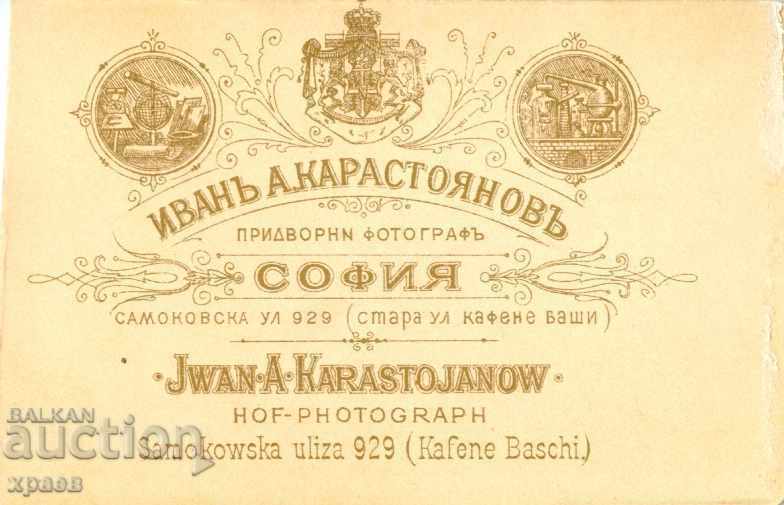 ИВАНЪ А. КАРАСТОЯНОВЪ
ПРИДВОРНИ ФОТОГРАФЪ
СОФИЯ
САМОКОВСКА УЛ 929 (СТАРА УЛ КАФЕНЕ БАШИ)
·JWAN·A·KARASTOJANOW·
HOF-PHOTOGRAPH
Samokowska uliza 929 (Kafene Baschi.)
BALKAN
auction
храов